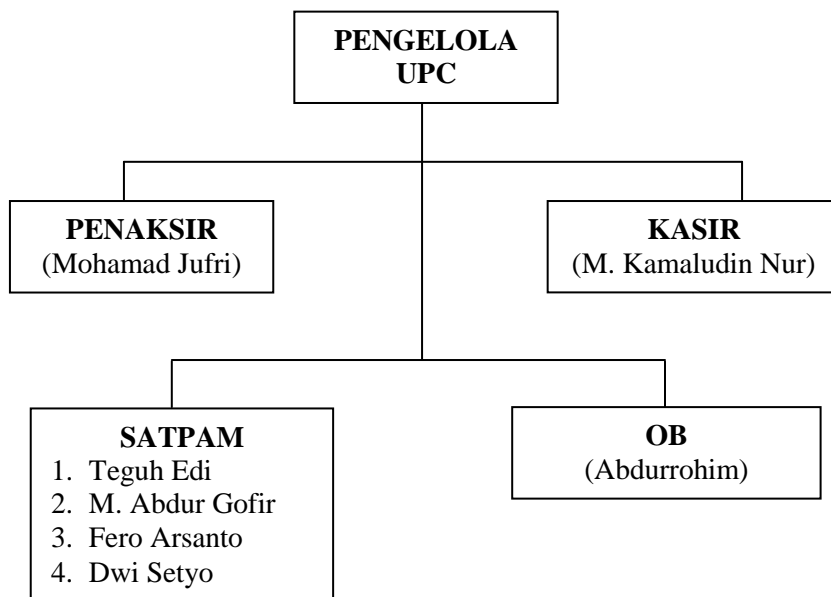 PENGELOLA
UPC
PENAKSIR
(Mohamad Jufri)
KASIR
(M. Kamaludin Nur)
SATPAM
1. Teguh Edi
2. M. Abdur Gofir
3. Fero Arsanto
4. Dwi Setyo
OB
(Abdurrohim)